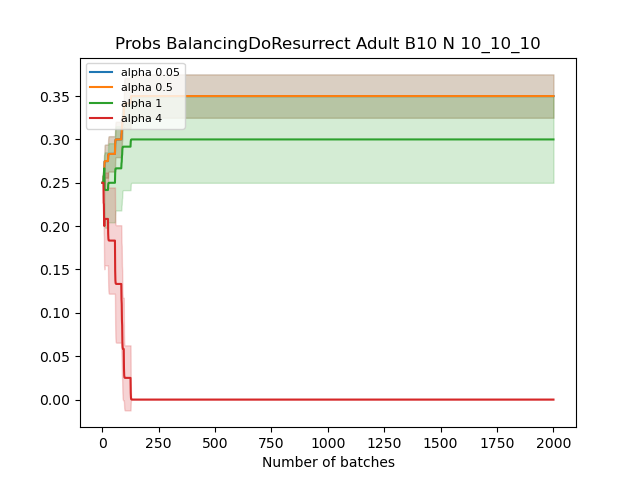 Probs BalancingDoResurrect Adult B10 N 10_10_10
alpha 0.05
alpha 0.5
alpha 1
alpha 4
0.35
0.30
0.25
0.20
0.15
0.10
0.05
0.00
0 250 500 750 1000 1250 1500 1750 2000
Number of batches